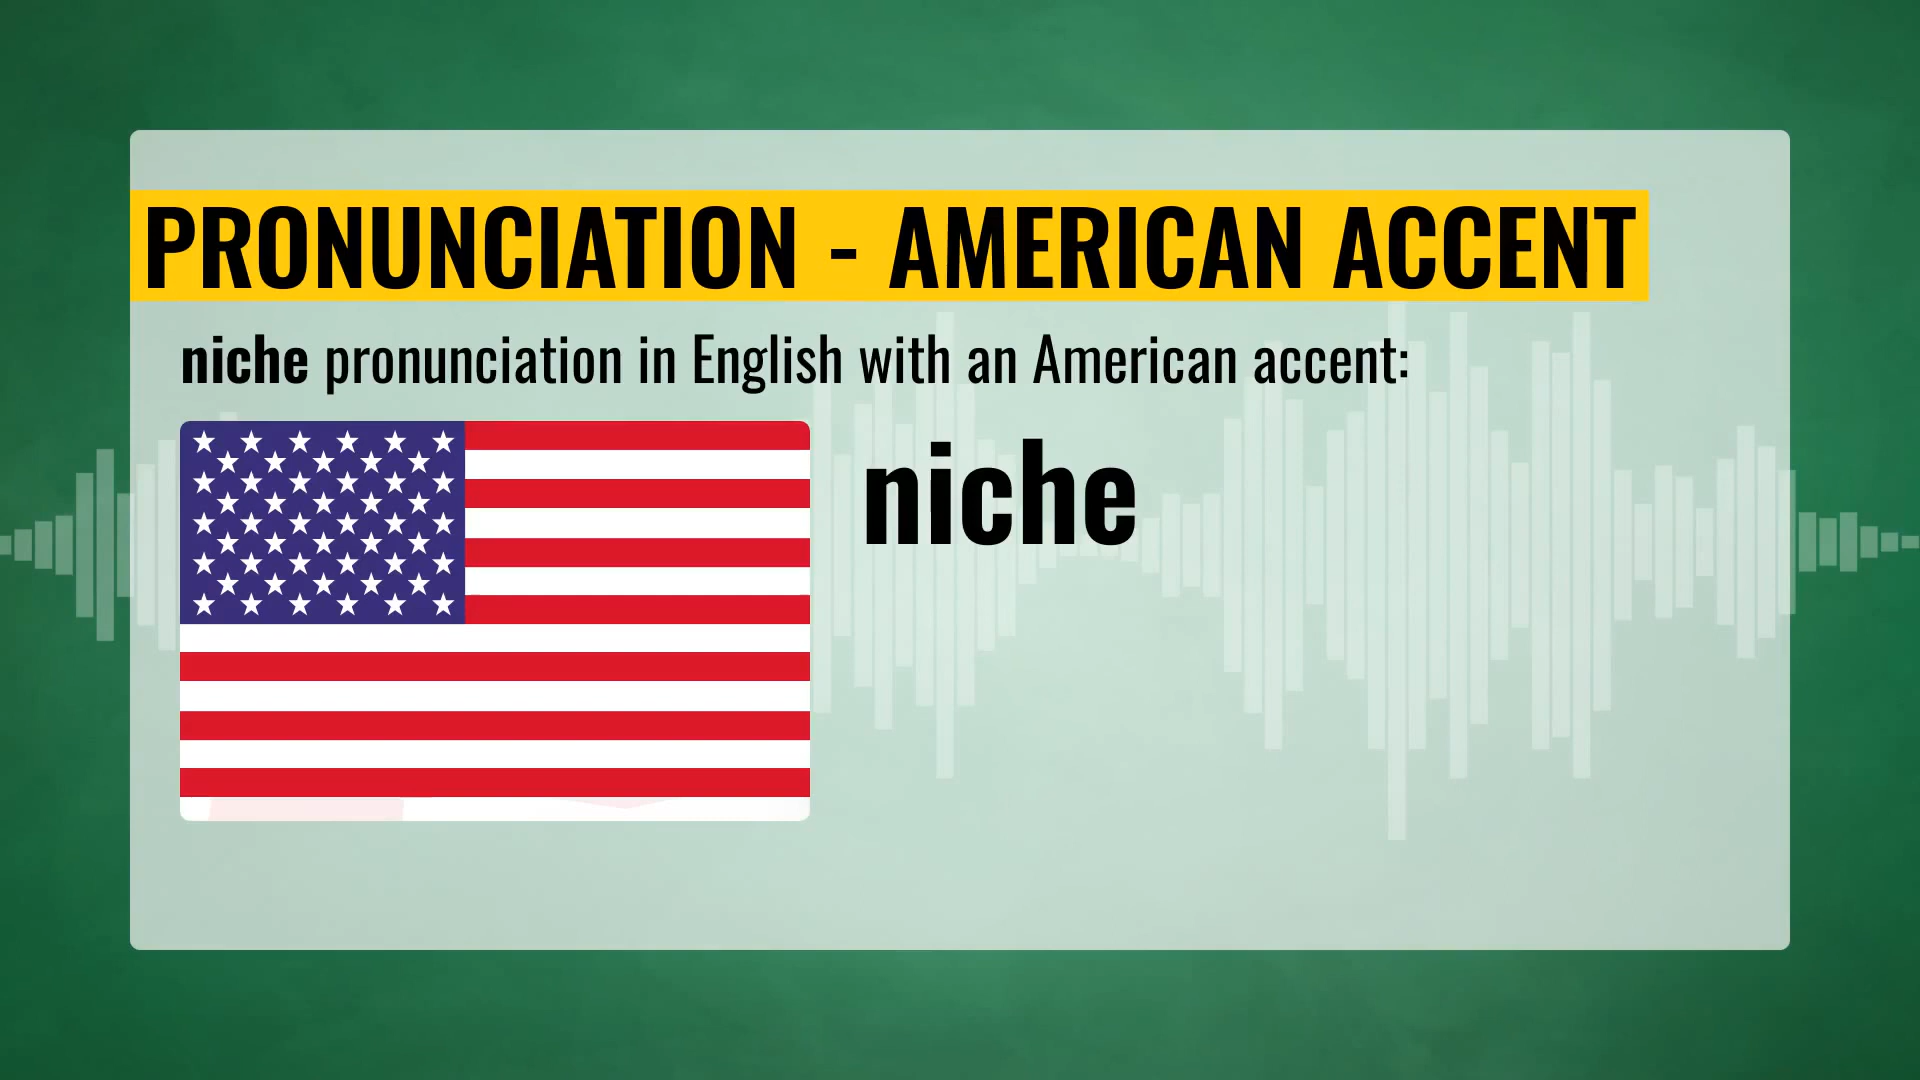 PRONUNCIATION - AMERICAN ACCENT
niche pronunciation in English with an American accent:
niche